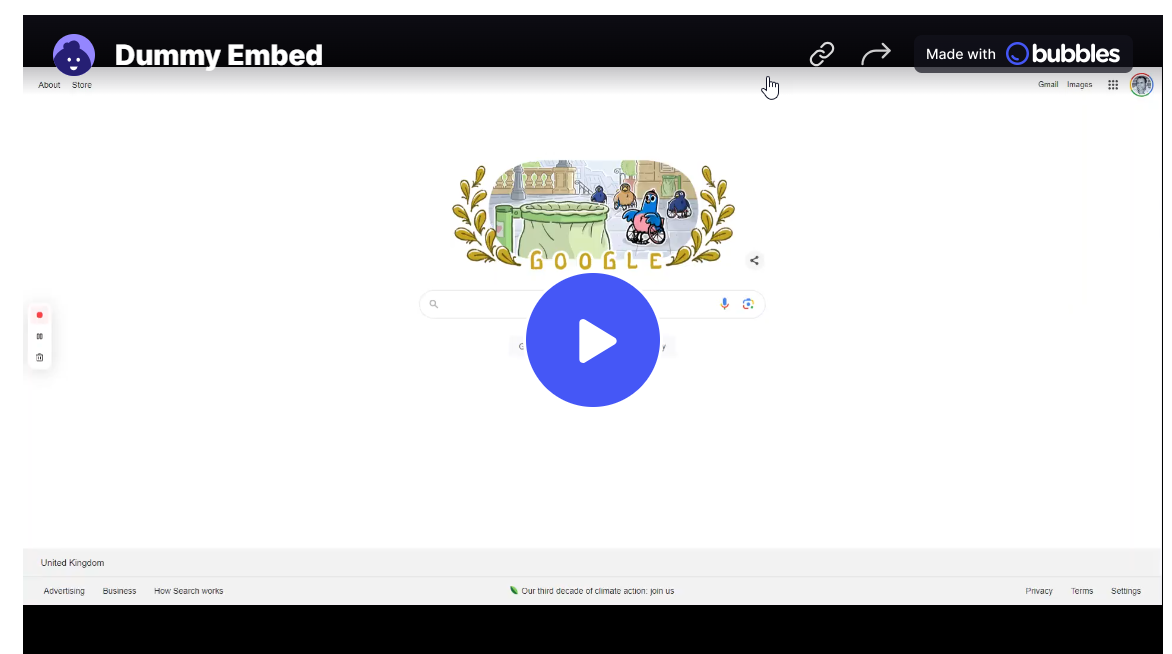 Dummy Embed
Made with bubbles
About Store
Gmail Images
GOOGLE
United Kingdom
Advertising Business How Search works
Our third decade of climate action: join us
Privacy Terms Settings